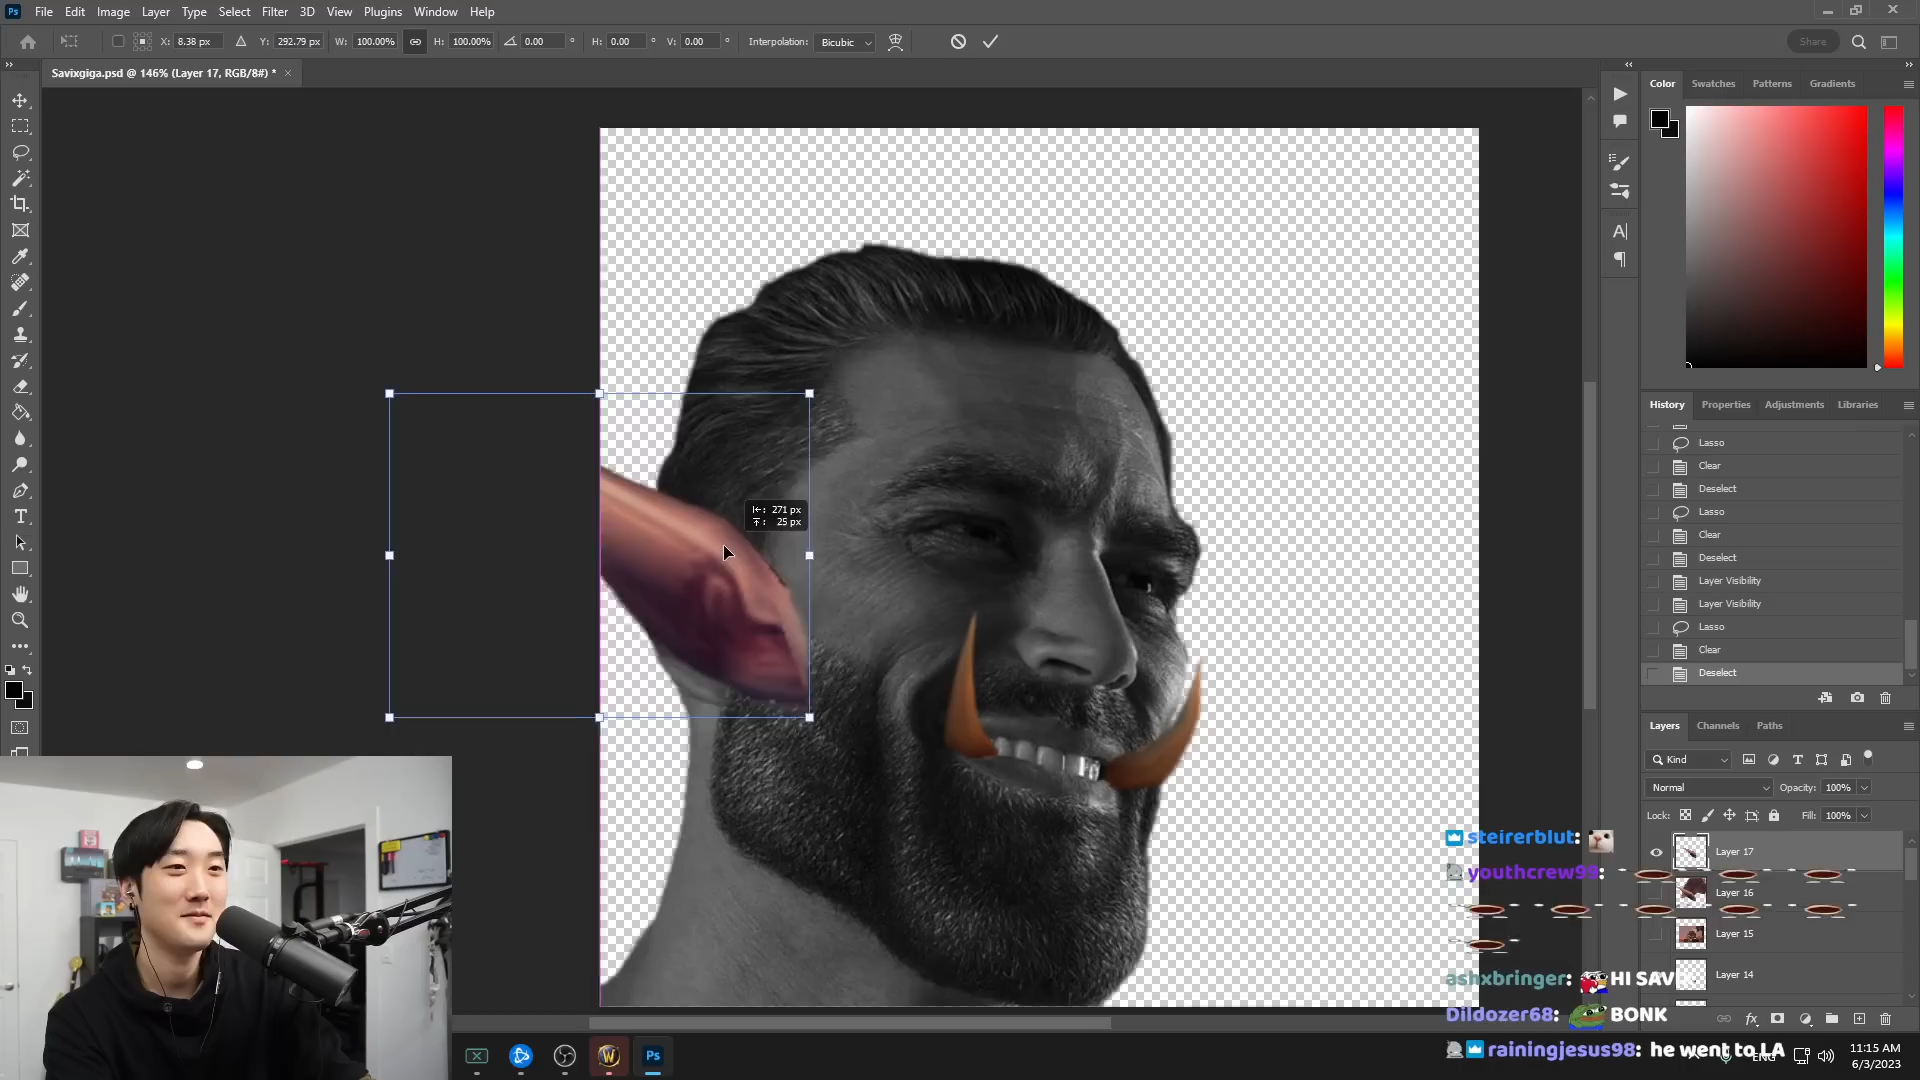 Ps File Edit Image Layer Type Select Filter 3D View Plugins Window Help
X: 8.38 px Y: 292.79 px W: 100.00% H: 100.00% 0.00 ° H: 0.00 ° V: 0.00 ° Interpolation: Bicubic Share
Savixgiga.psd @ 146% (Layer 17, RGB/8#) * ×
Color Swatches Patterns Gradients
History Properties Adjustments Libraries
Lasso
Clear
Deselect
Lasso
Clear
Deselect
Layer Visibility
Layer Visibility
Lasso
Clear
Deselect
271 px
25 px
Layers Channels Paths
Kind
Normal Opacity: 100%
Lock: Fill: 100%
Layer 17
Layer 16
Layer 15
Layer 14
steirerblut:
youthcrew99:
ashxbringer: HI SAV
Dildozer68: BONK
rainingjesus98: he went to LA
ENG
11:15 AM
6/3/2023
Ps